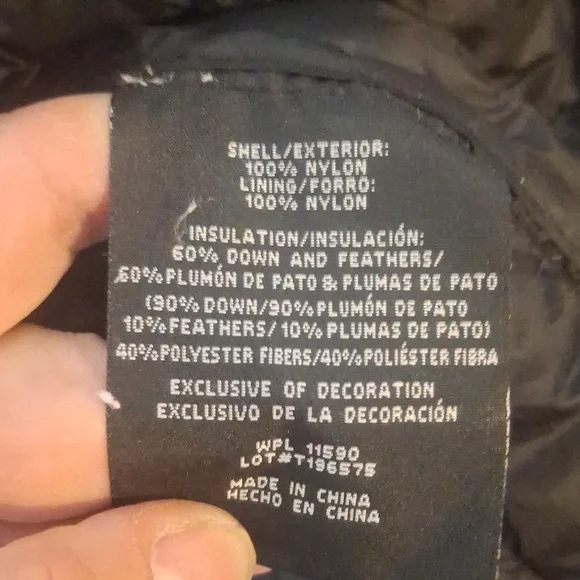 SHELL/EXTERIOR:
100% NYLON
LINING/FORRO:
100% NYLON
INSULATION/INSULACIÓN:
60% DOWN AND FEATHERS/
60% PLUMÓN DE PATO & PLUMAS DE PATO
(90% DOWN/90% PLUMÓN DE PATO
10% FEATHERS/10% PLUMAS DE PATO)
40% POLYESTER FIBERS/40% POLIÉSTER FIBRA
EXCLUSIVE OF DECORATION
EXCLUSIVO DE LA DECORACIÓN
WPL 11590
LOT#T196575
MADE IN CHINA
HECHO EN CHINA